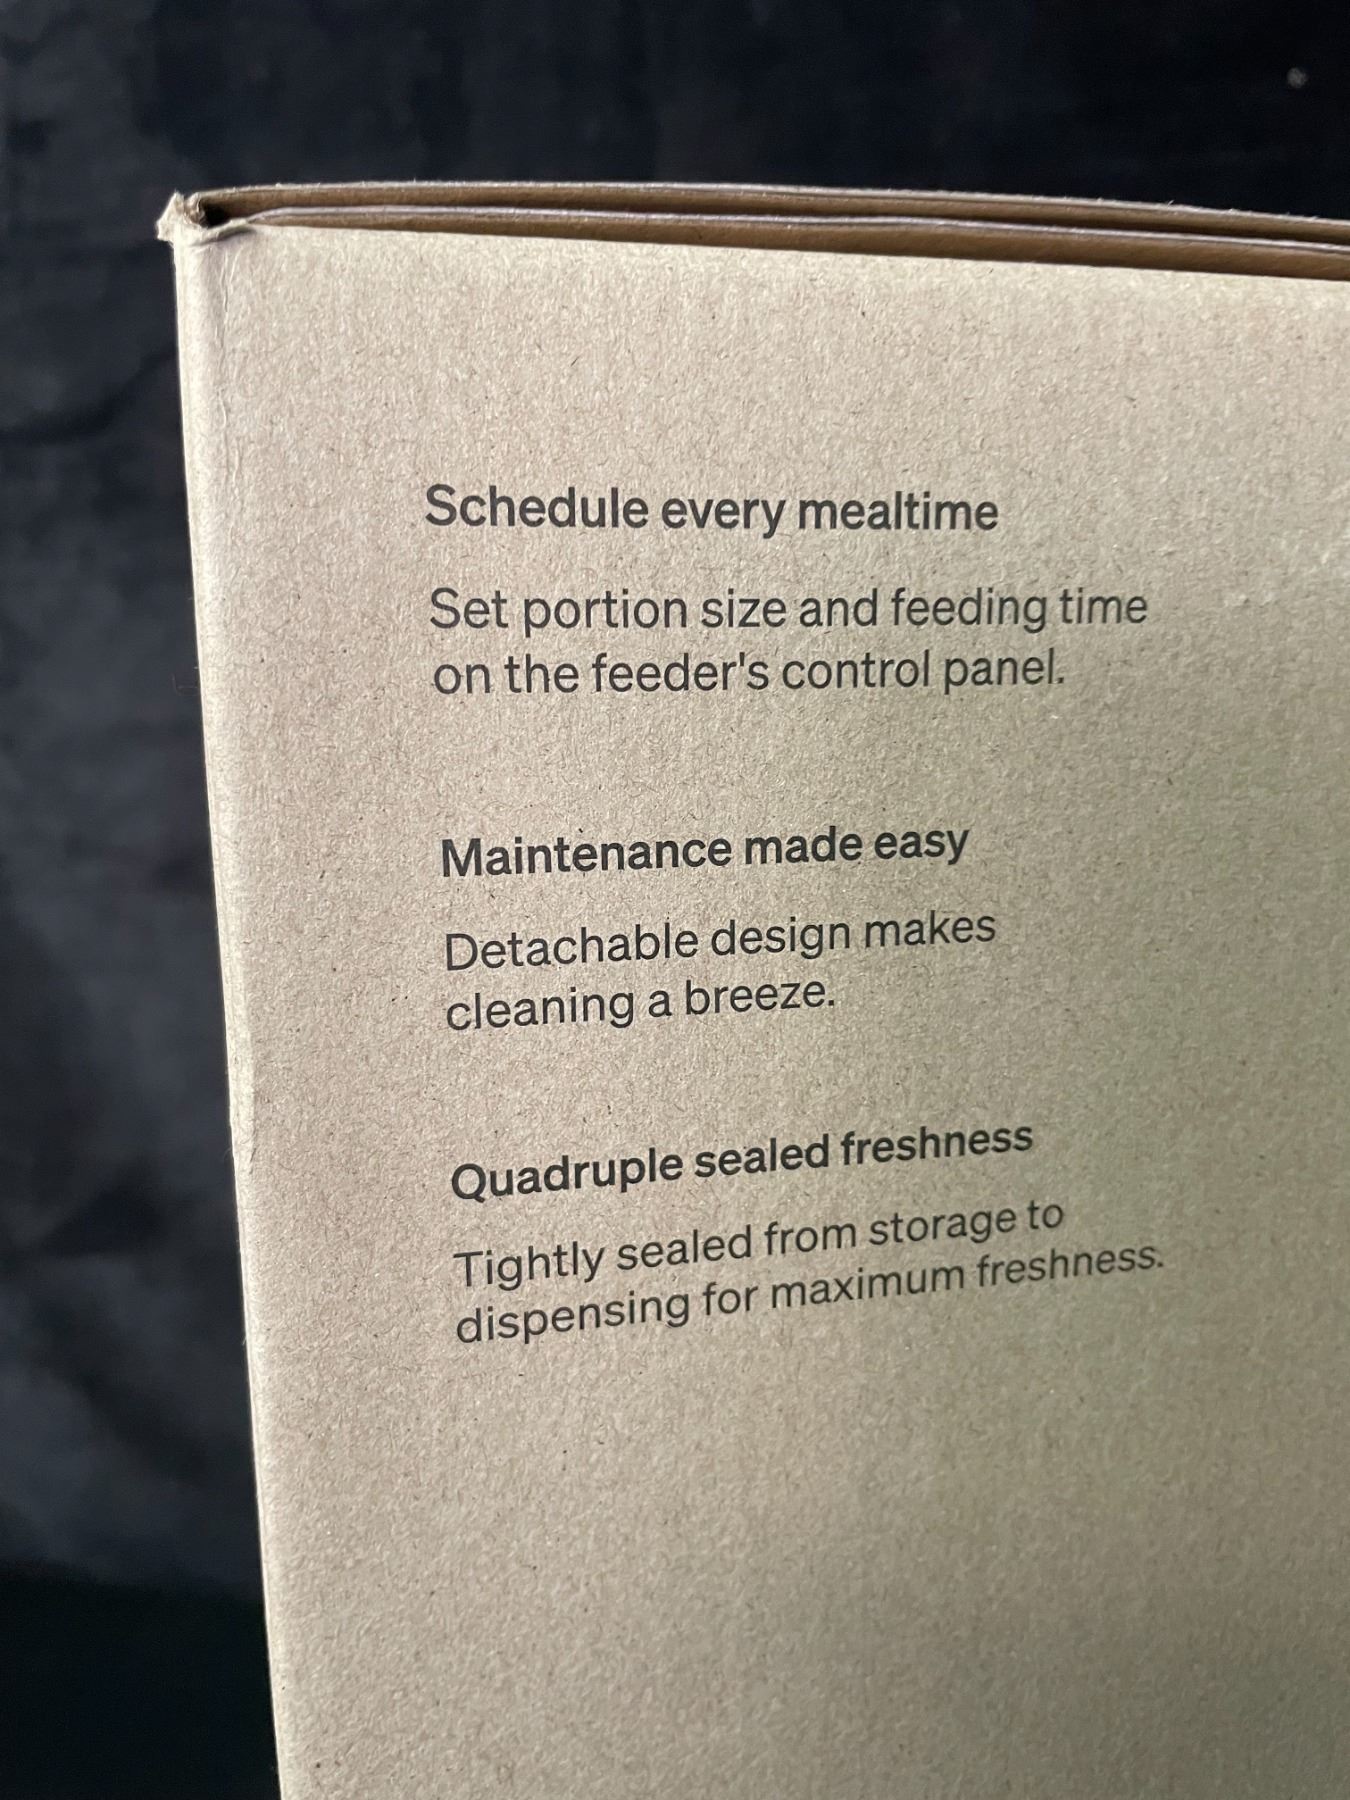 Schedule every mealtime
Set portion size and feeding time
on the feeder's control panel.
Maintenance made easy
Detachable design makes
cleaning a breeze.
Quadruple sealed freshness
Tightly sealed from storage to
dispensing for maximum freshness.